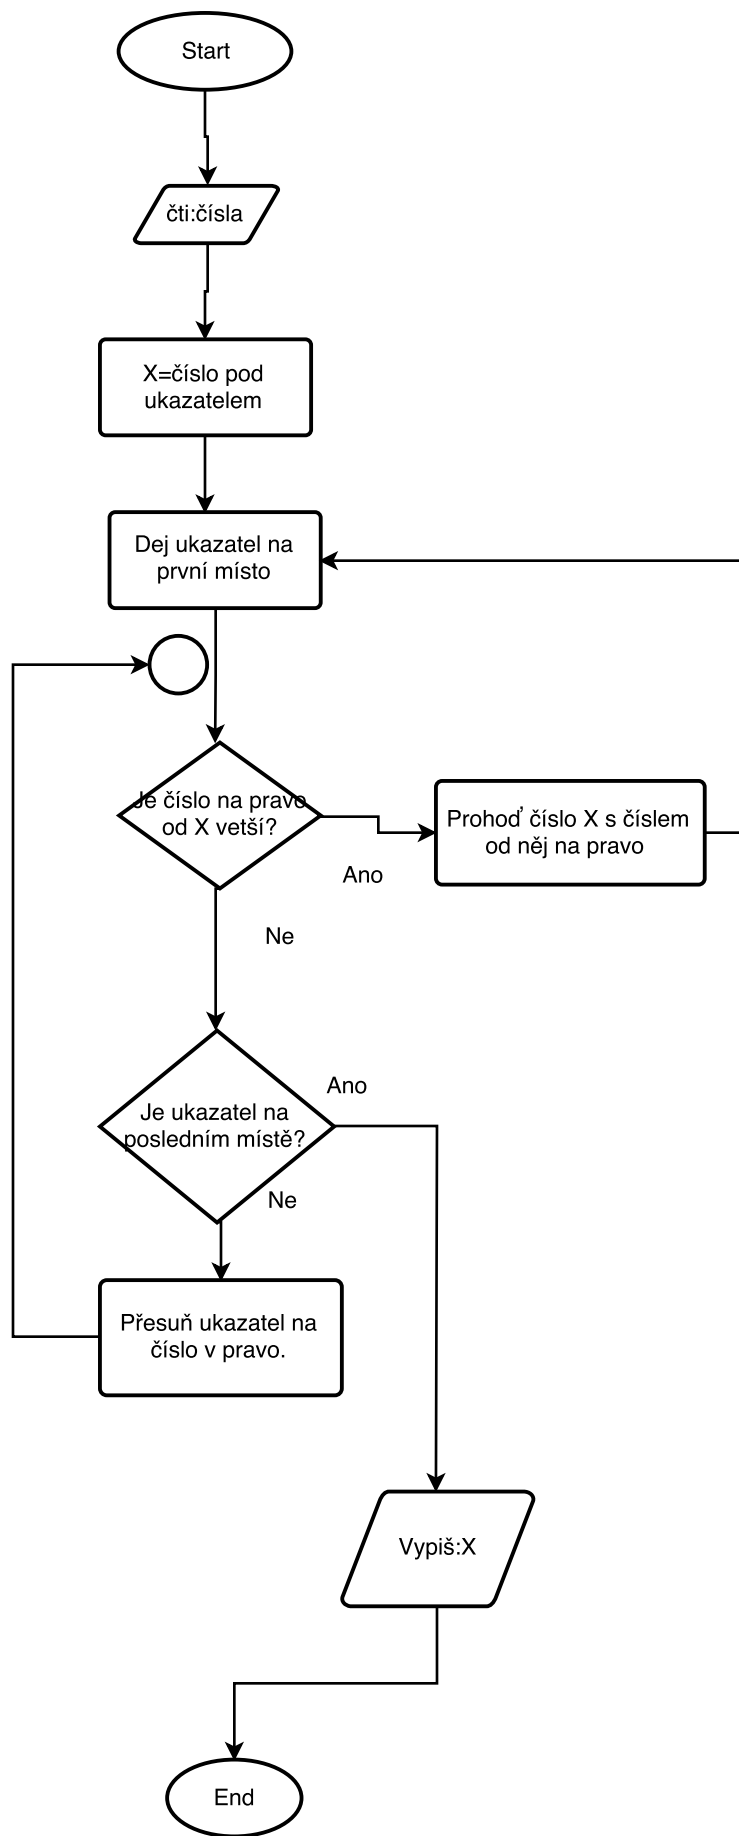 Start
čti:čísla
X=číslo pod
ukazatelem
Dej ukazatel na
první místo
Je číslo na pravo
od X vetší?
Prohoď číslo X s číslem
od něj na pravo
Ano
Ne
Ano
Je ukazatel na
posledním místě?
Ne
Přesuň ukazatel na
číslo v pravo.
Vypiš:X
End